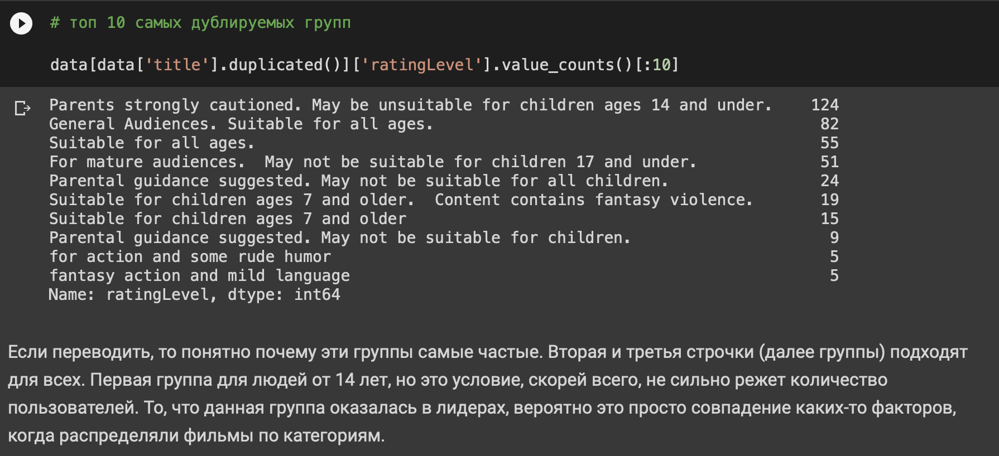 # топ 10 самых дублируемых групп
data[data['title'].duplicated()]['ratingLevel'].value_counts()[:10]
Parents strongly cautioned. May be unsuitable for children ages 14 and under. 124
General Audiences. Suitable for all ages. 82
Suitable for all ages. 55
For mature audiences.  May not be suitable for children 17 and under. 51
Parental guidance suggested. May not be suitable for all children. 24
Suitable for children ages 7 and older.  Content contains fantasy violence. 19
Suitable for children ages 7 and older 15
Parental guidance suggested. May not be suitable for children. 9
for action and some rude humor 5
fantasy action and mild language 5
Name: ratingLevel, dtype: int64
Если переводить, то понятно почему эти группы самые частые. Вторая и третья строчки (далее группы) подходят
для всех. Первая группа для людей от 14 лет, но это условие, скорей всего, не сильно режет количество
пользователей. То, что данная группа оказалась в лидерах, вероятно это просто совпадение каких-то факторов,
когда распределяли фильмы по категориям.